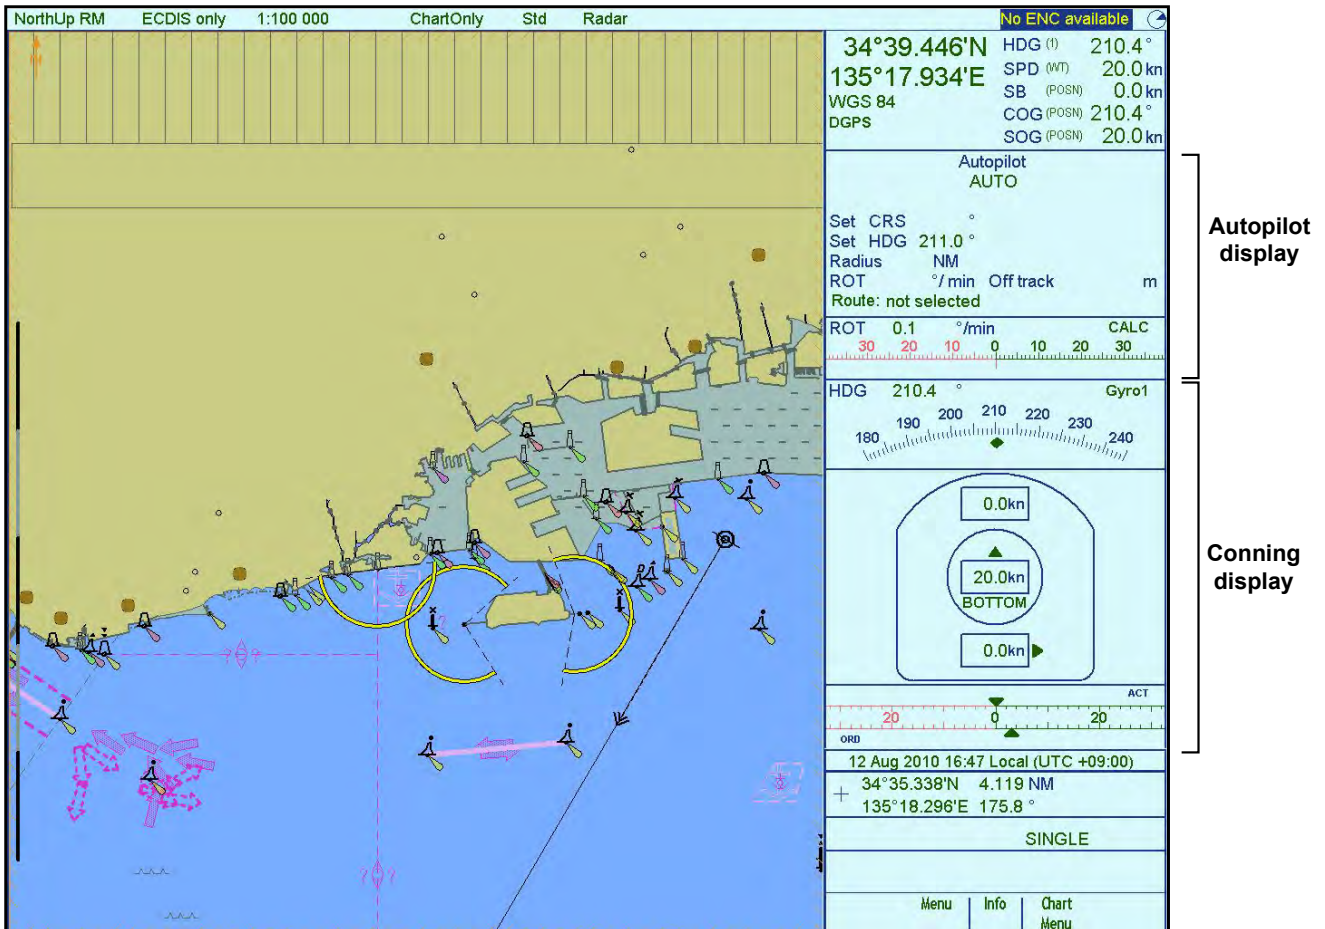 NorthUp RM ECDIS only 1:100 000 ChartOnly Std Radar No ENC available
34°39.446'N
135°17.934'E
WGS 84
DGPS
HDG (1) 210.4°
SPD (WT) 20.0 kn
SB (POSN) 0.0 kn
COG (POSN) 210.4°
SOG (POSN) 20.0 kn
Autopilot
AUTO
Set CRS °
Set HDG 211.0 °
Radius NM
ROT °/ min Off track m
Route: not selected
ROT 0.1 °/min CALC
30 20 10 0 10 20 30
HDG 210.4 ° Gyro1
180 190 200 210 220 230 240
0.0kn
20.0kn
BOTTOM
0.0kn
ACT
20 0 20
ORD
12 Aug 2010 16:47 Local (UTC +09:00)
34°35.338'N 4.119 NM
135°18.296'E 175.8 °
SINGLE
Menu Info Chart
Menu
Autopilot
display
Conning
display
? ?
?
D
? ?